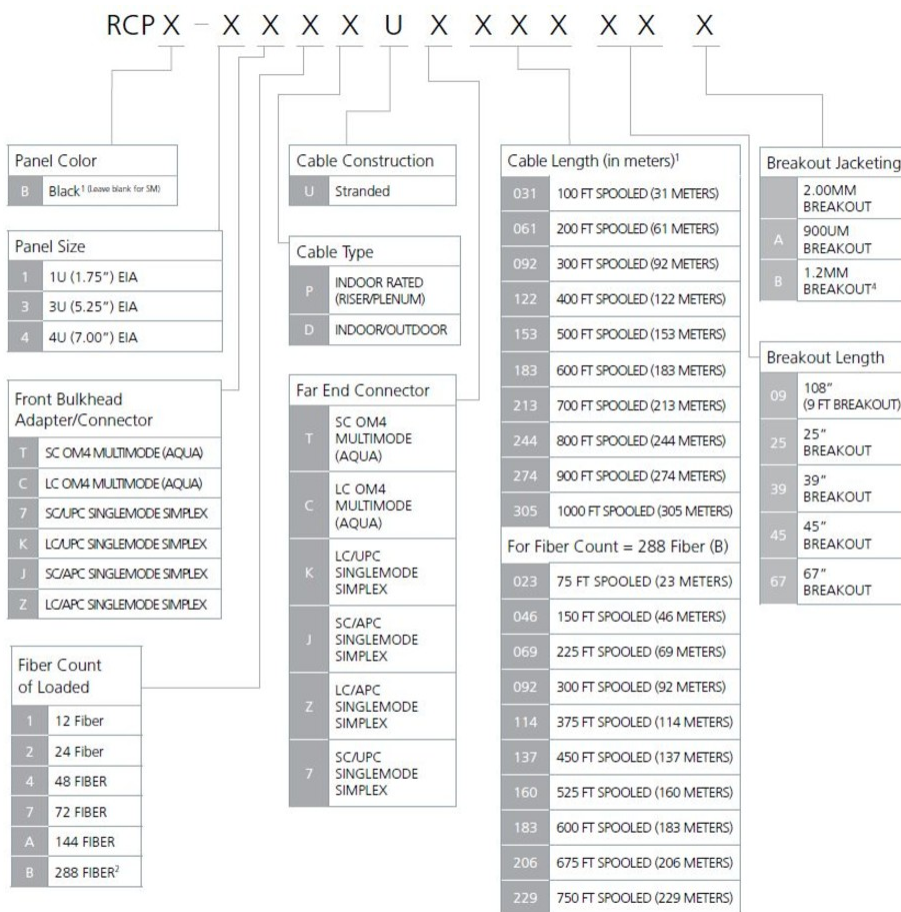 RCP X – X X X X U X X X X X X X
Panel Color
B Black¹ (Leave blank for SM)
Panel Size
1 1U (1.75") EIA
3 3U (5.25") EIA
4 4U (7.00") EIA
Front Bulkhead
Adapter/Connector
T SC OM4 MULTIMODE (AQUA)
C LC OM4 MULTIMODE (AQUA)
7 SC/UPC SINGLEMODE SIMPLEX
K LC/UPC SINGLEMODE SIMPLEX
J SC/APC SINGLEMODE SIMPLEX
Z LC/APC SINGLEMODE SIMPLEX
Fiber Count
of Loaded
1 12 Fiber
2 24 Fiber
4 48 FIBER
7 72 FIBER
A 144 FIBER
B 288 FIBER²
Cable Construction
U Stranded
Cable Type
P INDOOR RATED
(RISER/PLENUM)
D INDOOR/OUTDOOR
Far End Connector
T SC OM4
MULTIMODE
(AQUA)
C LC OM4
MULTIMODE
(AQUA)
K LC/UPC
SINGLEMODE
SIMPLEX
J SC/APC
SINGLEMODE
SIMPLEX
Z LC/APC
SINGLEMODE
SIMPLEX
7 SC/UPC
SINGLEMODE
SIMPLEX
Cable Length (in meters)¹
031 100 FT SPOOLED (31 METERS)
061 200 FT SPOOLED (61 METERS)
092 300 FT SPOOLED (92 METERS)
122 400 FT SPOOLED (122 METERS)
153 500 FT SPOOLED (153 METERS)
183 600 FT SPOOLED (183 METERS)
213 700 FT SPOOLED (213 METERS)
244 800 FT SPOOLED (244 METERS)
274 900 FT SPOOLED (274 METERS)
305 1000 FT SPOOLED (305 METERS)
For Fiber Count = 288 Fiber (B)
023 75 FT SPOOLED (23 METERS)
046 150 FT SPOOLED (46 METERS)
069 225 FT SPOOLED (69 METERS)
092 300 FT SPOOLED (92 METERS)
114 375 FT SPOOLED (114 METERS)
137 450 FT SPOOLED (137 METERS)
160 525 FT SPOOLED (160 METERS)
183 600 FT SPOOLED (183 METERS)
206 675 FT SPOOLED (206 METERS)
229 750 FT SPOOLED (229 METERS)
Breakout Jacketing
2.00MM
BREAKOUT
A 900UM
BREAKOUT
B 1.2MM
BREAKOUT⁴
Breakout Length
09 108"
(9 FT BREAKOUT)
25 25"
BREAKOUT
39 39"
BREAKOUT
45 45"
BREAKOUT
67 67"
BREAKOUT